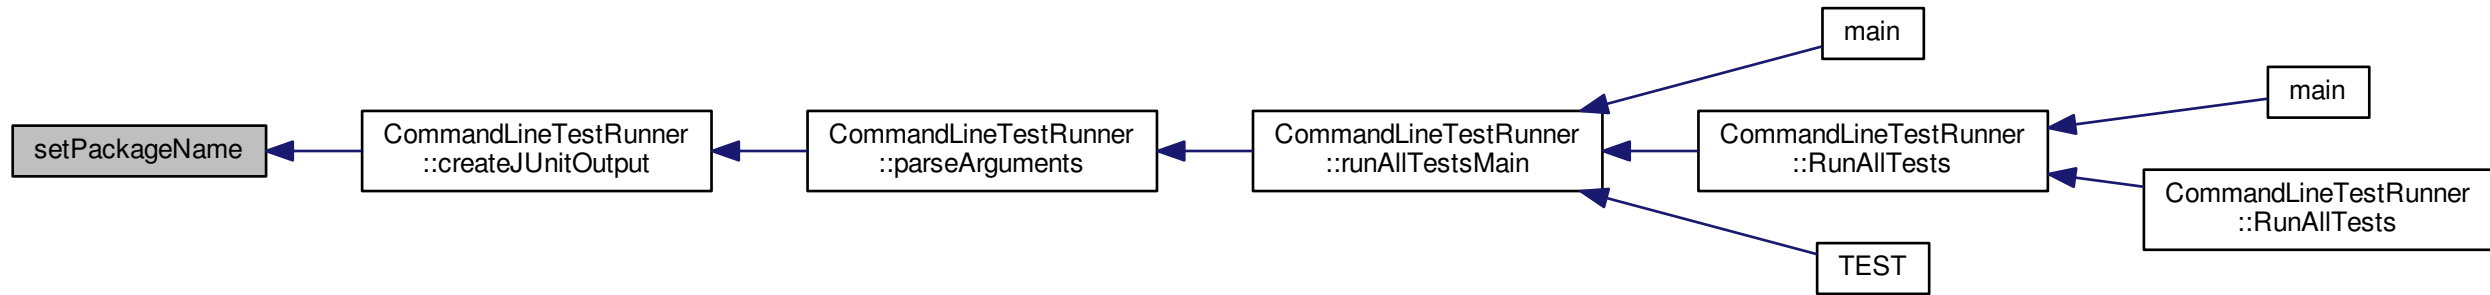 setPackageName
CommandLineTestRunner
::createJUnitOutput
CommandLineTestRunner
::parseArguments
CommandLineTestRunner
::runAllTestsMain
main
CommandLineTestRunner
::RunAllTests
TEST
main
CommandLineTestRunner
::RunAllTests